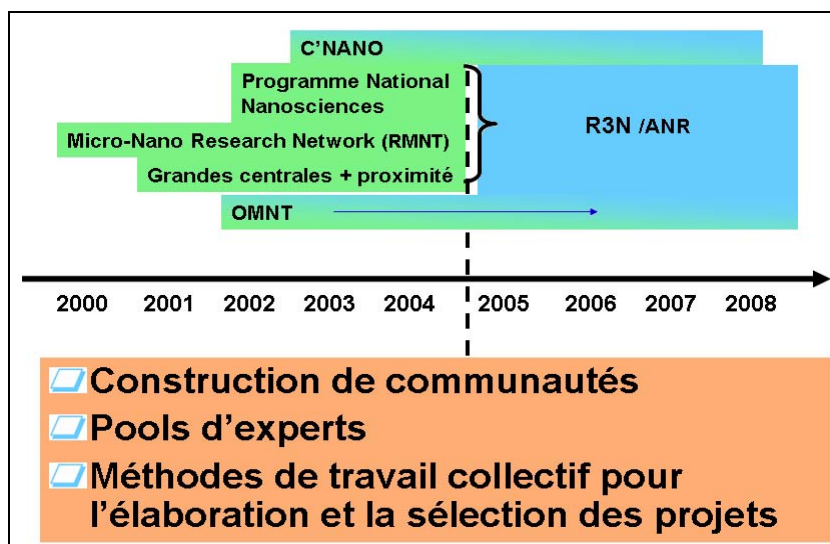 C'NANO
Programme National
Nanosciences
Micro-Nano Research Network (RMNT)
Grandes centrales + proximité
R3N /ANR
OMNT
2000 2001 2002 2003 2004 2005 2006 2007 2008
Construction de communautés
Pools d'experts
Méthodes de travail collectif pour
l'élaboration et la sélection des projets